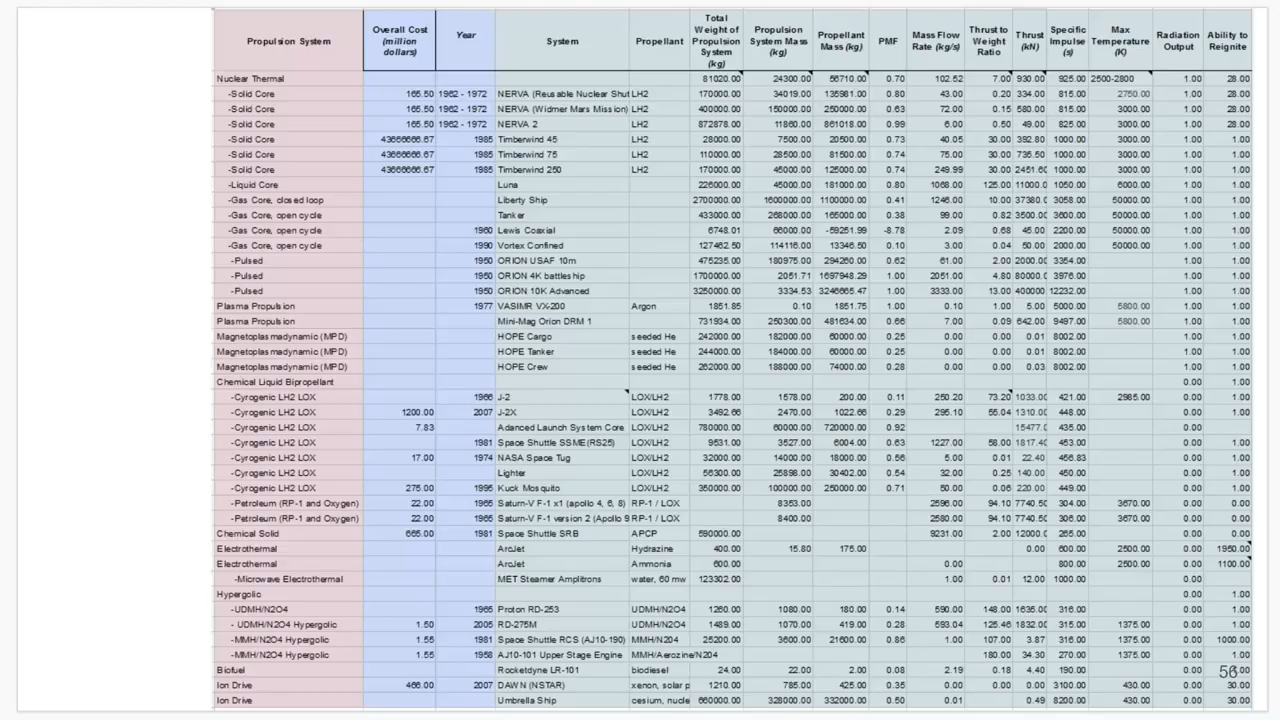 Propulsion System Overall Cost (million dollars) Year System Propellant Total Weight of Propulsion System (kg) Propulsion System Mass (kg) Propellant Mass (kg) PMF Mass Flow Rate (kg/s) Thrust to Weight Ratio Thrust (kN) Specific Impulse (s) Max Temperature (K) Radiation Output Ability to Reignite
Nuclear Thermal 81020.00 24300.00 56710.00 0.70 102.52 7.00 930.00 925.00 2500-2800 1.00 28.00
-Solid Core 165.50 1962 - 1972 NERVA (Reusable Nuclear Shut LH2 170000.00 34019.00 135981.00 0.80 43.00 0.20 334.00 815.00 2750.00 1.00 28.00
-Solid Core 165.50 1962 - 1972 NERVA (Widmer Mars Mission) LH2 400000.00 150000.00 250000.00 0.63 72.00 0.15 580.00 815.00 3000.00 1.00 28.00
-Solid Core 165.50 1962 - 1972 NERVA 2 LH2 872878.00 11860.00 861018.00 0.99 6.00 0.50 49.00 825.00 3000.00 1.00 28.00
-Solid Core 43666666.67 1985 Timberwind 45 LH2 28000.00 7500.00 20500.00 0.73 40.05 30.00 392.80 1000.00 3000.00 1.00 1.00
-Solid Core 43666666.67 1985 Timberwind 75 LH2 110000.00 28500.00 81500.00 0.74 75.00 30.00 735.50 1000.00 3000.00 1.00 1.00
-Solid Core 43666666.67 1985 Timberwind 250 LH2 170000.00 45000.00 125000.00 0.74 249.99 30.00 2451.60 1000.00 3000.00 1.00 1.00
-Liquid Core Luna 226000.00 45000.00 181000.00 0.80 1068.00 125.00 11000.0 1050.00 6000.00 1.00 1.00
-Gas Core, closed loop Liberty Ship 2700000.00 1600000.00 1100000.00 0.41 1246.00 10.00 37380.0 3058.00 50000.00 1.00 1.00
-Gas Core, open cycle Tanker 433000.00 268000.00 165000.00 0.38 99.00 0.82 3500.00 3600.00 50000.00 1.00 1.00
-Gas Core, open cycle 1960 Lewis Coaxial 6748.01 66000.00 -59251.99 -8.78 2.09 0.68 45.00 2200.00 50000.00 1.00 1.00
-Gas Core, open cycle 1990 Vortex Confined 127462.50 114116.00 13346.50 0.10 3.00 0.04 50.00 2000.00 50000.00 1.00 1.00
-Pulsed 1950 ORION USAF 10m 475235.00 180975.00 294260.00 0.62 61.00 2.00 2000.00 3354.00 1.00 1.00
-Pulsed 1950 ORION 4K battleship 1700000.00 2051.71 1697948.29 1.00 2051.00 4.80 80000.0 3976.00 1.00 1.00
-Pulsed 1950 ORION 10K Advanced 3250000.00 3334.53 3246665.47 1.00 3333.00 13.00 400000 12232.00 1.00 1.00
Plasma Propulsion 1977 VASIMR VX-200 Argon 1851.85 0.10 1851.75 1.00 0.10 1.00 5.00 5000.00 5800.00 1.00 1.00
Plasma Propulsion Mini-Mag Orion DRM 1 731934.00 250300.00 481634.00 0.66 7.00 0.09 642.00 9497.00 5800.00 1.00 1.00
Magnetoplasmadynamic (MPD) HOPE Cargo seeded He 242000.00 182000.00 60000.00 0.25 0.00 0.00 0.01 8002.00 1.00 1.00
Magnetoplasmadynamic (MPD) HOPE Tanker seeded He 244000.00 184000.00 60000.00 0.25 0.00 0.00 0.01 8002.00 1.00 1.00
Magnetoplasmadynamic (MPD) HOPE Crew seeded He 262000.00 188000.00 74000.00 0.28 0.00 0.00 0.03 8002.00 1.00 1.00
Chemical Liquid Bipropellant 0.00 1.00
-Cyrogenic LH2 LOX 1966 J-2 LOX/LH2 1778.00 1578.00 200.00 0.11 250.20 73.20 1033.00 421.00 2985.00 0.00 1.00
-Cyrogenic LH2 LOX 1200.00 2007 J-2X LOX/LH2 3492.66 2470.00 1022.66 0.29 295.10 55.04 1310.00 448.00 0.00 1.00
-Cyrogenic LH2 LOX 7.83 Adanced Launch System Core LOX/LH2 780000.00 60000.00 720000.00 0.92 15477.0 435.00 0.00
-Cyrogenic LH2 LOX 1981 Space Shuttle SSME(RS25) LOX/LH2 9531.00 3527.00 6004.00 0.63 1227.00 58.00 1817.40 453.00 0.00 1.00
-Cyrogenic LH2 LOX 17.00 1974 NASA Space Tug LOX/LH2 32000.00 14000.00 18000.00 0.56 5.00 0.01 22.40 456.83 0.00 1.00
-Cyrogenic LH2 LOX Lighter LOX/LH2 56300.00 25898.00 30402.00 0.54 32.00 0.25 140.00 450.00 0.00 1.00
-Cyrogenic LH2 LOX 275.00 1995 Kuck Mosquito LOX/LH2 350000.00 100000.00 250000.00 0.71 50.00 0.06 220.00 449.00 0.00 1.00
-Petroleum (RP-1 and Oxygen) 22.00 1965 Saturn-V F-1 x1 (apollo 4, 6, 8) RP-1 / LOX 8353.00 2596.00 94.10 7740.50 304.00 3670.00 0.00 0.00
-Petroleum (RP-1 and Oxygen) 22.00 1965 Saturn-V F-1 version 2 (Apollo 9 RP-1 / LOX 8400.00 2580.00 94.10 7740.50 306.00 3670.00 0.00 0.00
Chemical Solid 665.00 1981 Space Shuttle SRB APCP 590000.00 9231.00 2.00 12000.0 265.00 0.00 0.00
Electrothermal ArcJet Hydrazine 400.00 15.80 175.00 0.00 600.00 2500.00 0.00 1950.00
Electrothermal ArcJet Ammonia 600.00 0.00 800.00 2500.00 0.00 1100.00
-Microwave Electrothermal MET Steamer Amplitrons water, 60 mw 123302.00 1.00 0.01 12.00 1000.00 0.00
Hypergolic 0.00 1.00
-UDMH/N2O4 1965 Proton RD-253 UDMH/N2O4 1260.00 1080.00 180.00 0.14 590.00 148.00 1635.00 316.00 0.00 1.00
- UDMH/N2O4 Hypergolic 1.50 2005 RD-275M UDMH/N2O4 1489.00 1070.00 419.00 0.28 593.04 125.46 1832.00 315.00 1375.00 0.00 1.00
-MMH/N2O4 Hypergolic 1.55 1981 Space Shuttle RCS (AJ10-190) MMH/N204 25200.00 3600.00 21600.00 0.86 1.00 107.00 3.87 316.00 1375.00 0.00 1000.00
-MMH/N2O4 Hypergolic 1.55 1958 AJ10-101 Upper Stage Engine MMH/Aerozine/N204 180.00 34.30 270.00 1375.00 0.00 1.00
Biofuel Rocketdyne LR-101 biodiesel 24.00 22.00 2.00 0.08 2.19 0.18 4.40 190.00 0.00
56
Ion Drive 466.00 2007 DAWN (NSTAR) xenon, solar p 1210.00 785.00 425.00 0.35 0.00 0.00 0.00 3100.00 430.00 0.00 30.00
Ion Drive Umbrella Ship cesium, nucle 660000.00 328000.00 332000.00 0.50 0.01 0.49 8200.00 430.00 0.00 30.00